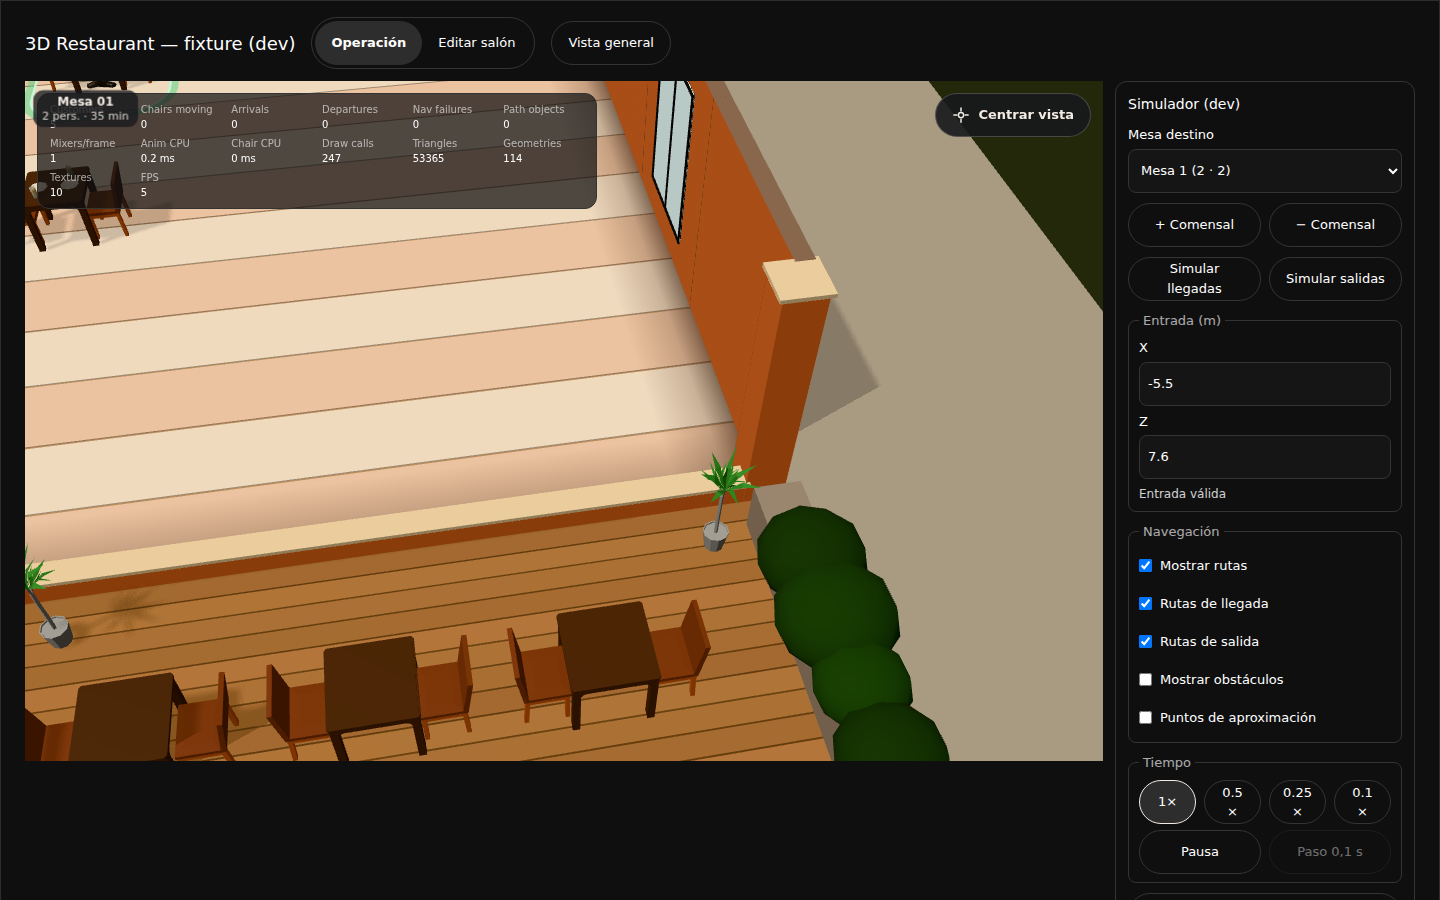 3D Restaurant — fixture (dev)
Operación
Editar salón
Vista general
Mesa 01
2 pers. · 35 min
5
Chairs moving
0
Arrivals
0
Departures
0
Nav failures
0
Path objects
0
Mixers/frame
1
Anim CPU
0.2 ms
Chair CPU
0 ms
Draw calls
247
Triangles
53365
Geometries
114
Textures
10
FPS
5
Centrar vista
Simulador (dev)
Mesa destino
Mesa 1 (2 · 2)
+ Comensal
− Comensal
Simular
llegadas
Simular salidas
Entrada (m)
X
-5.5
Z
7.6
Entrada válida
Navegación
Mostrar rutas
Rutas de llegada
Rutas de salida
Mostrar obstáculos
Puntos de aproximación
Tiempo
1×
0.5
×
0.25
×
0.1
×
Pausa
Paso 0,1 s